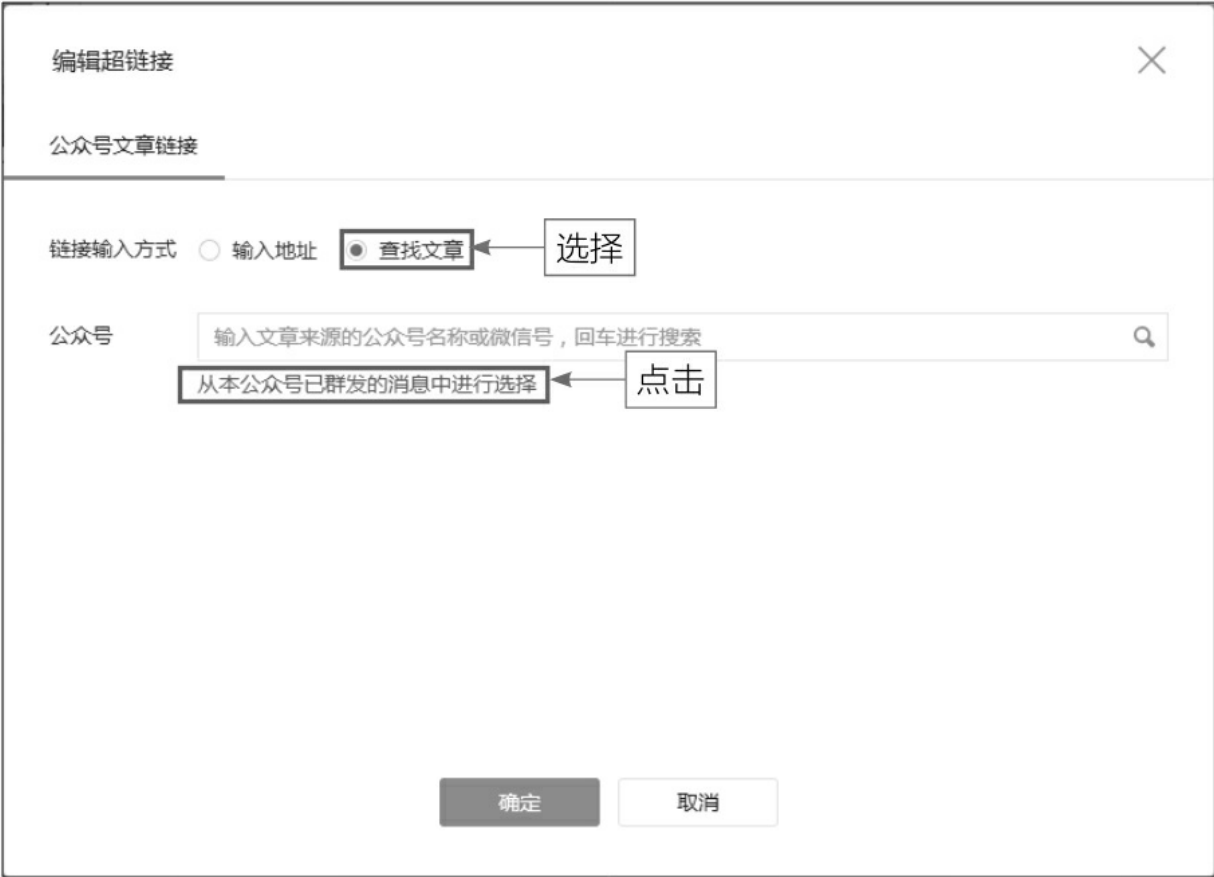 编辑超链接
公众号文章链接
链接输入方式 输入地址 查找文章 选择
公众号 输入文章来源的公众号名称或微信号，回车进行搜索
从本公众号已群发的消息中进行选择 点击
确定 取消